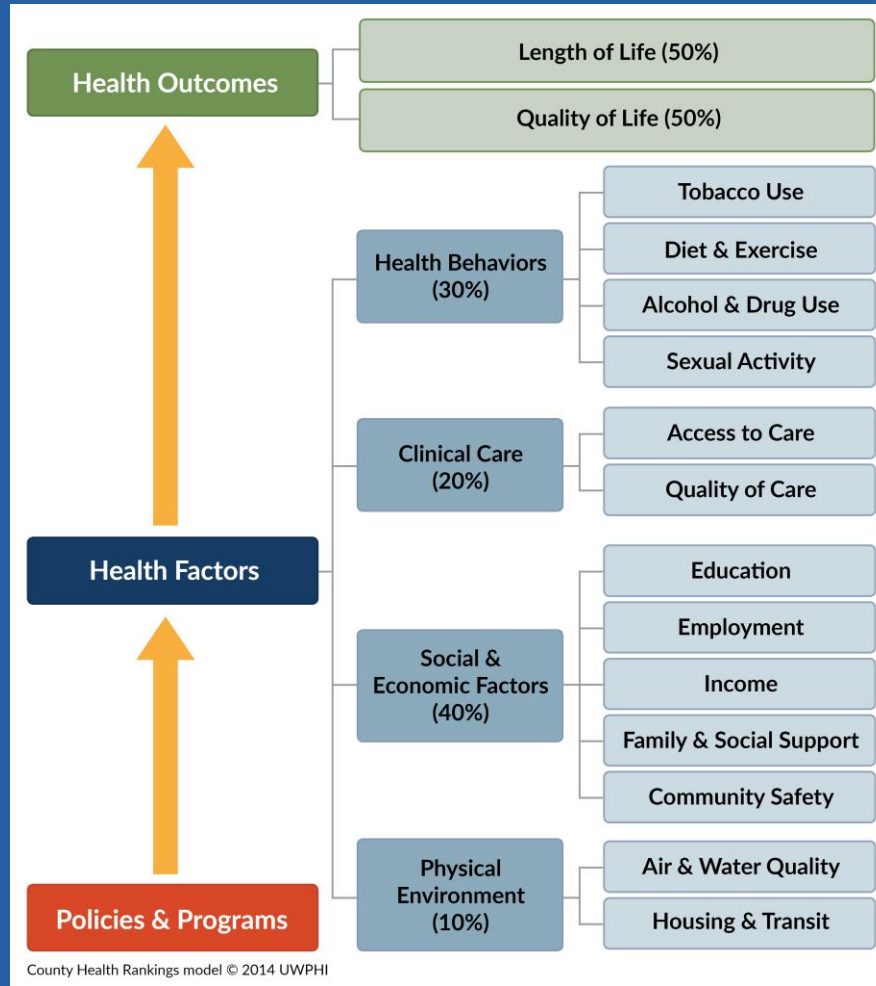 Health Outcomes
Length of Life (50%)
Quality of Life (50%)
Health Behaviors
(30%)
Tobacco Use
Diet & Exercise
Alcohol & Drug Use
Sexual Activity
Clinical Care
(20%)
Access to Care
Quality of Care
Health Factors
Social &
Economic Factors
(40%)
Education
Employment
Income
Family & Social Support
Community Safety
Physical
Environment
(10%)
Air & Water Quality
Housing & Transit
Policies & Programs
County Health Rankings model © 2014 UWPHI